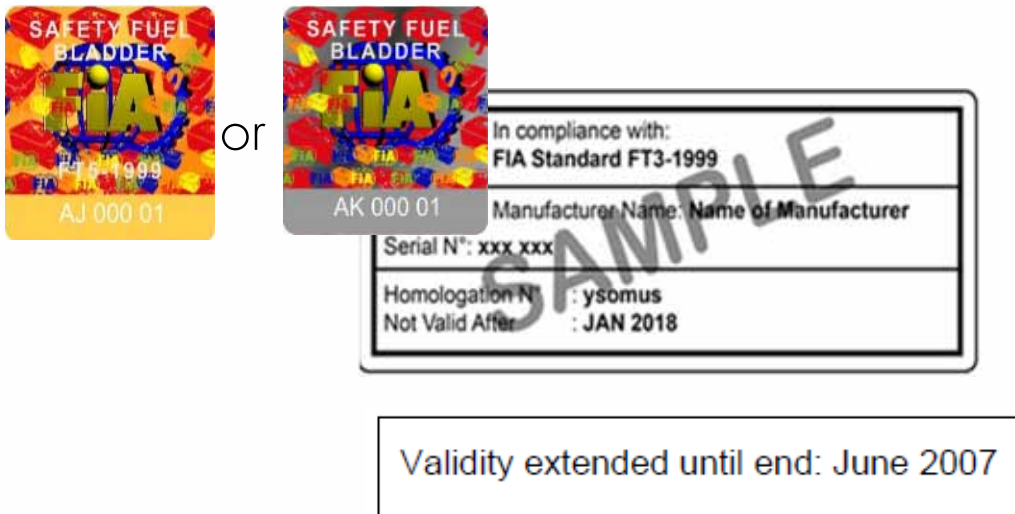 SAFETY FUEL
BLADDER
FIA
FT5-1999
AJ 000 01
or
SAFETY FUEL
BLADDER
FIA
AK 000 01
In compliance with:
FIA Standard FT3-1999
Manufacturer Name: Name of Manufacturer
Serial N°: xxx xxx
Homologation N° : ysomus
Not Valid After : JAN 2018
SAMPLE
Validity extended until end: June 2007